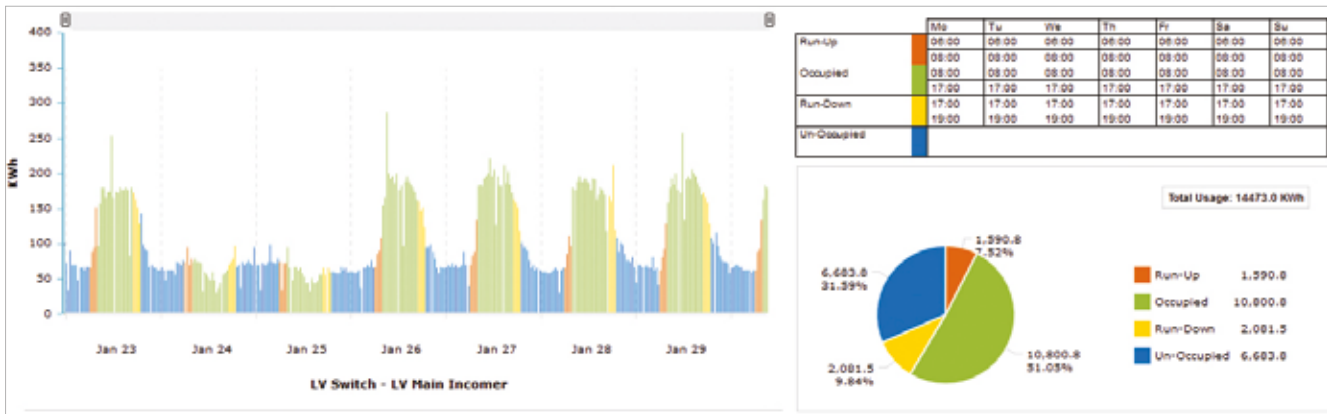 400
350
300
250
200
150
100
50
0
KWh
Jan 23 Jan 24 Jan 25 Jan 26 Jan 27 Jan 28 Jan 29
LV Switch - LV Main Incomer
Mo Tu We Th Fr Sa Su
Run-Up 06:00 06:00 06:00 06:00 06:00 06:00 06:00
08:00 08:00 08:00 08:00 08:00 08:00 08:00
Occupied 08:00 08:00 08:00 08:00 08:00 08:00 08:00
17:00 17:00 17:00 17:00 17:00 17:00 17:00
Run-Down 17:00 17:00 17:00 17:00 17:00 17:00 17:00
19:00 19:00 19:00 19:00 19:00 19:00 19:00
Un-Occupied
Total Usage: 14473.0 KWh
1,590.8
7.52%
6,683.8
31.59%
2,081.5
9.84%
10,800.8
51.05%
Run-Up 1,590.8
Occupied 10,800.8
Run-Down 2,081.5
Un-Occupied 6,683.8